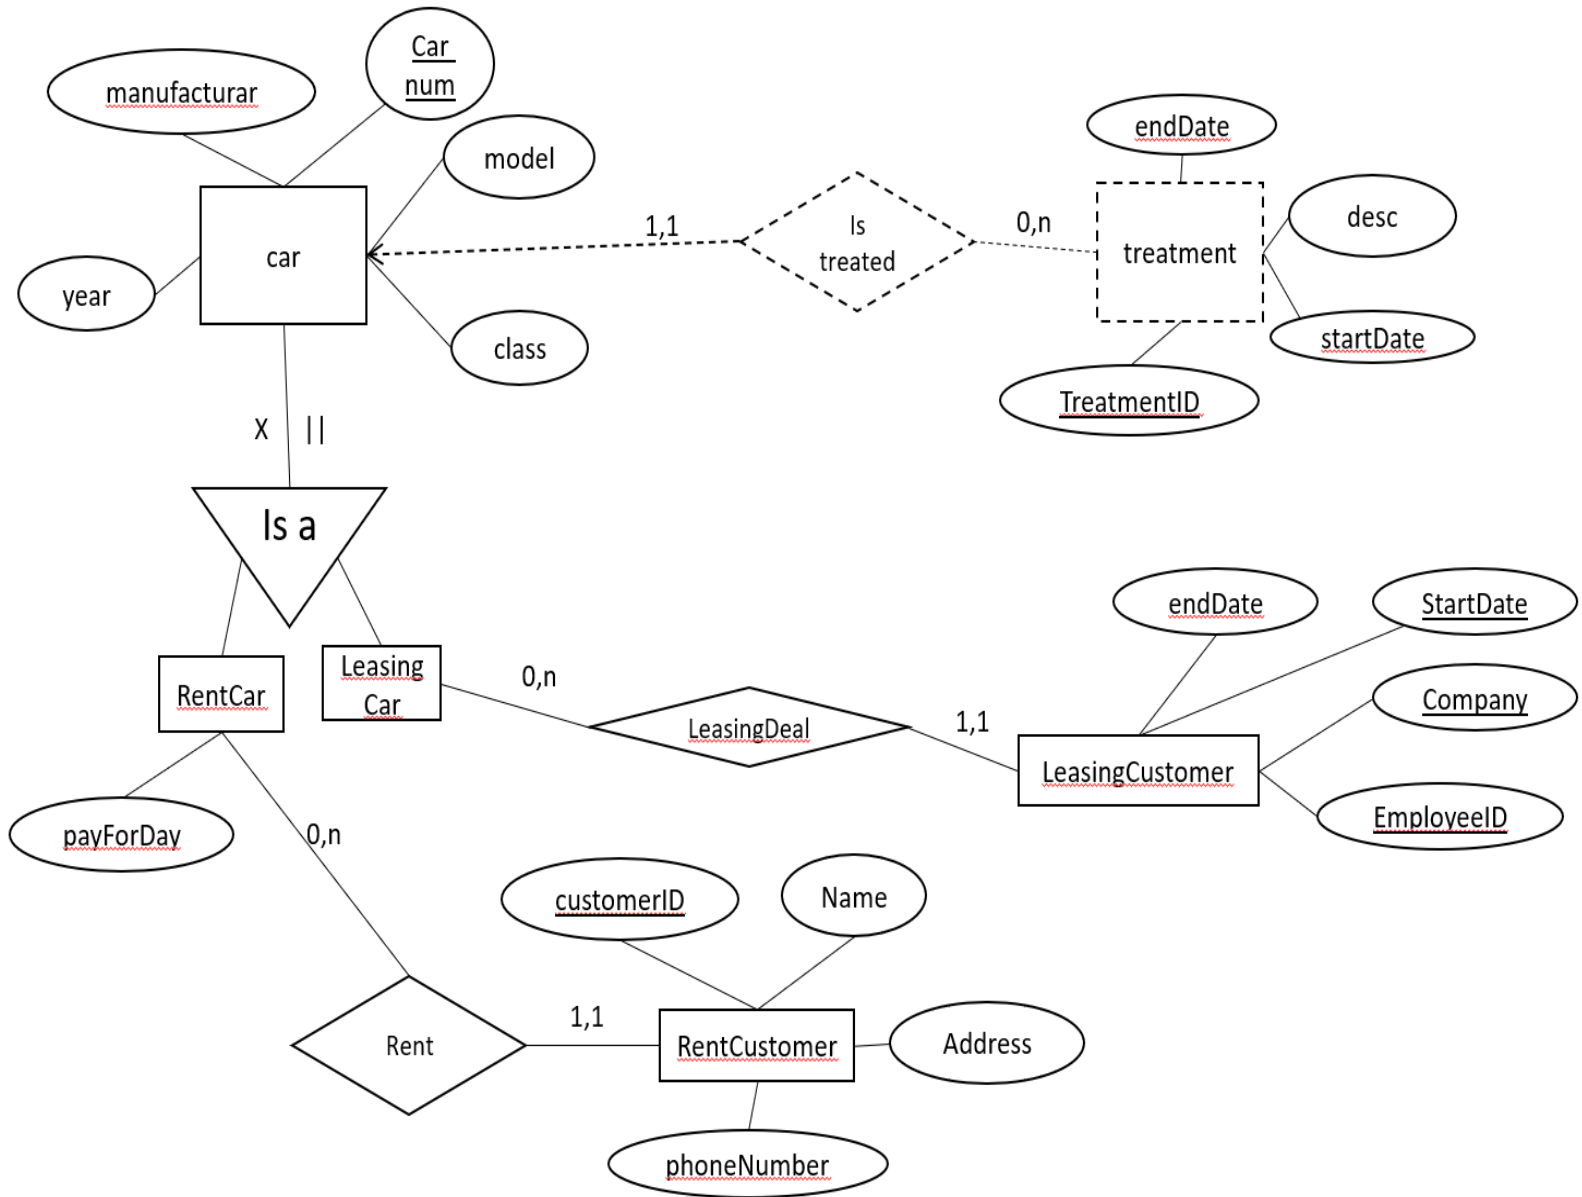 Car
num
manufacturar
model
endDate
desc
1,1
Is
treated
0,n
treatment
car
year
class
startDate
TreatmentID
X
||
Is a
endDate
StartDate
RentCar
Leasing
Car
0,n
LeasingDeal
1,1
Company
LeasingCustomer
EmployeeID
payForDay
0,n
customerID
Name
Rent
1,1
RentCustomer
Address
phoneNumber